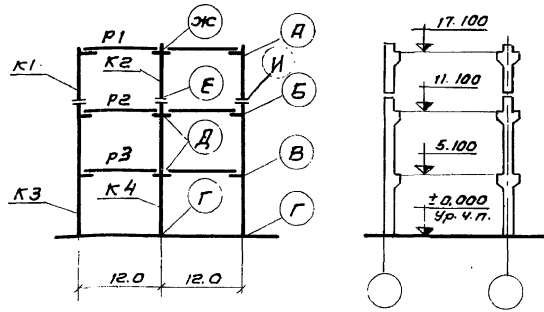 Ж
Р1
А
17.100
К1
К2
И
Е
Р2
Б
11.100
Д
Р3
В
5.100
К3
К4
Г
Г
±0,000
Ур. ч.п.
12.0
12.0